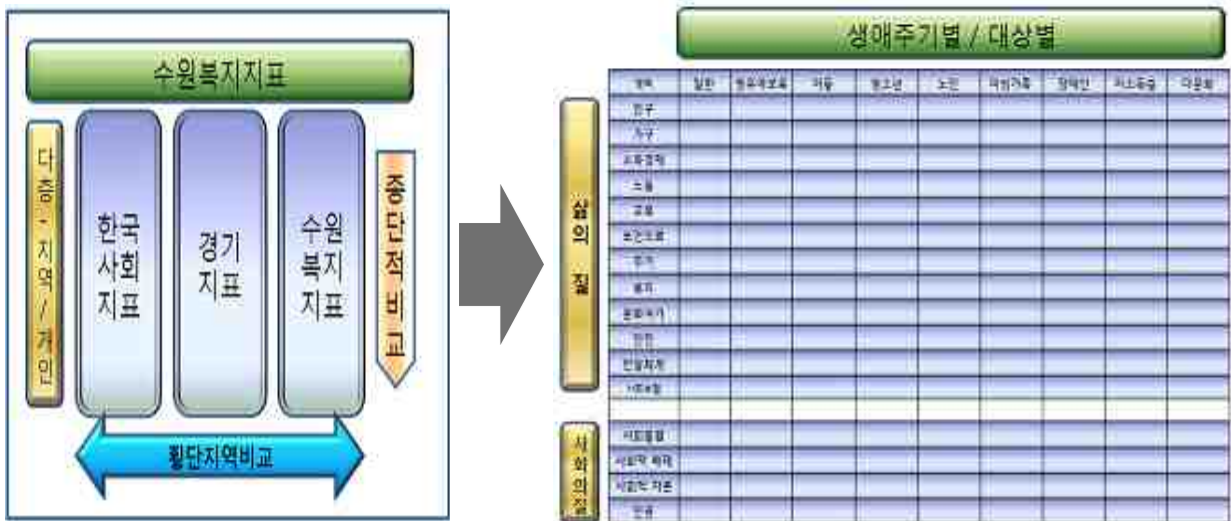 수원복지지표
다층·지역/개인
한국
사회
지표
경기
지표
수원
복지
지표
종단적비교
횡단지역비교
생애주기별 / 대상별
영역 일반 영유아보육 아동 청소년 노인 여성가족 장애인 저소득층 다문화
삶의 질
인구
가구
소득경제
노동
교육
보건의료
주거
복지
문화여가
안전
사회의질
사회통합
사회적 배제
사회적 자본